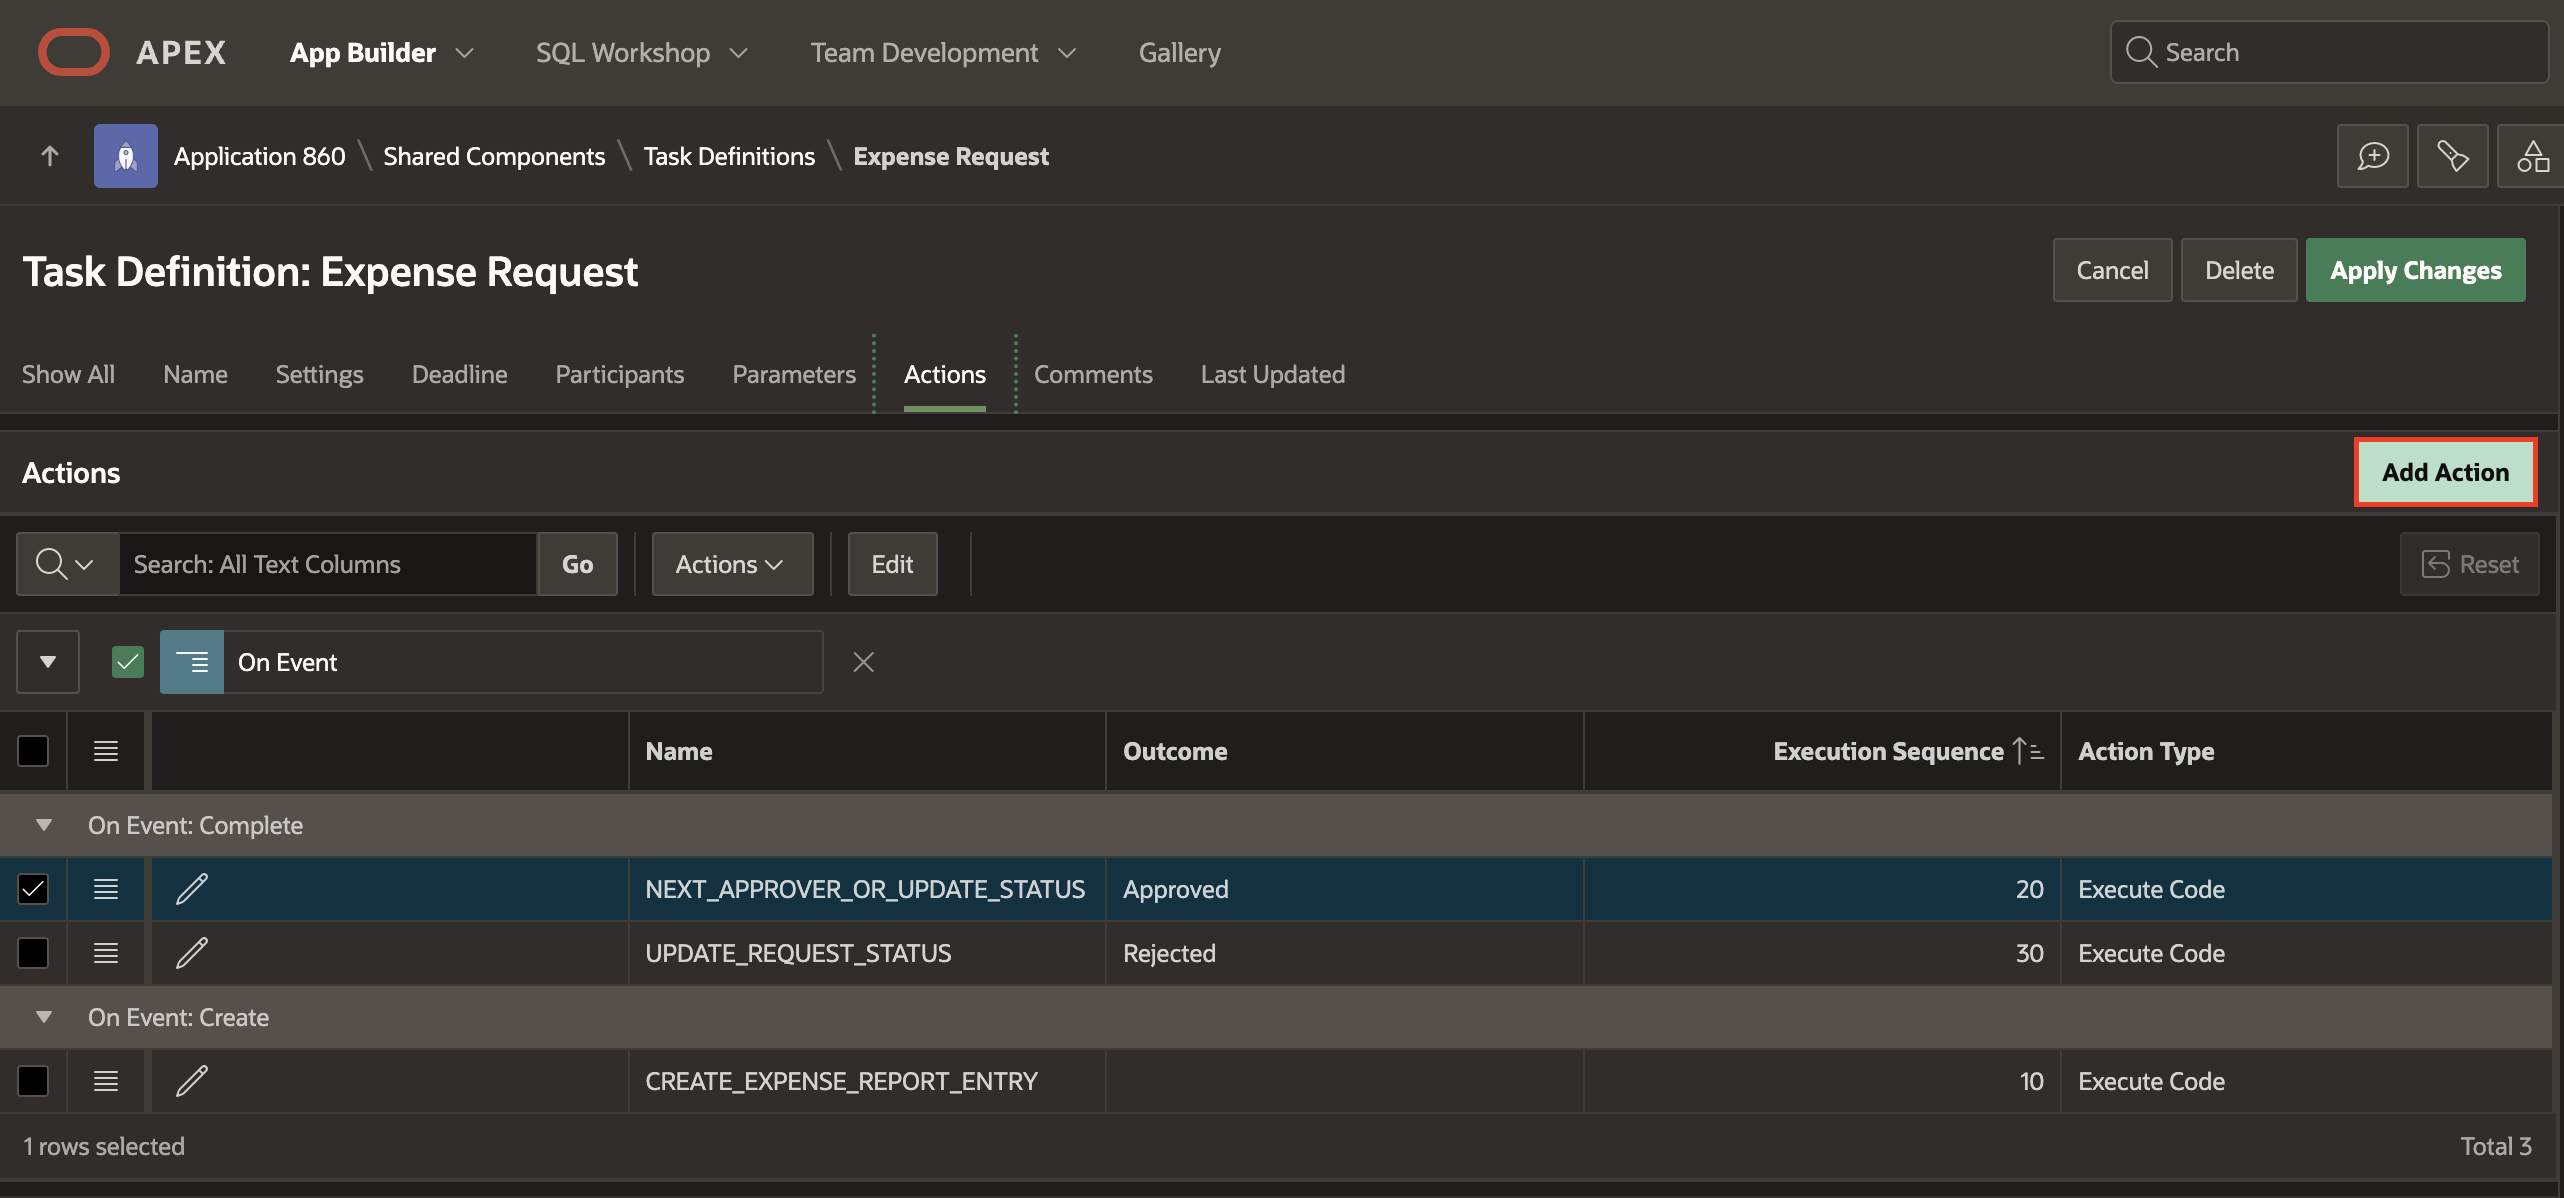 APEX App Builder SQL Workshop Team Development Gallery Search
Application 860 \ Shared Components \ Task Definitions \ Expense Request
Task Definition: Expense Request Cancel Delete Apply Changes
Show All Name Settings Deadline Participants Parameters Actions Comments Last Updated
Actions Add Action
Search: All Text Columns Go Actions Edit Reset
On Event
Name Outcome Execution Sequence Action Type
On Event: Complete
NEXT_APPROVER_OR_UPDATE_STATUS Approved 20 Execute Code
UPDATE_REQUEST_STATUS Rejected 30 Execute Code
On Event: Create
CREATE_EXPENSE_REPORT_ENTRY 10 Execute Code
1 rows selected Total 3